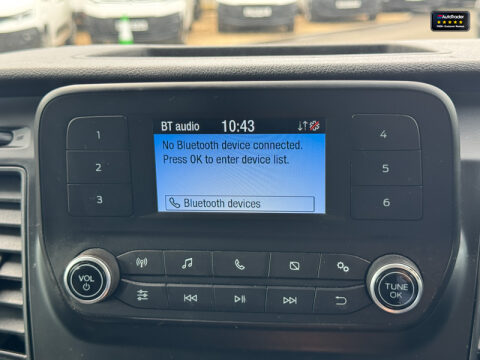 AutoTrader
BT audio 10:43
No Bluetooth device connected.
Press OK to enter device list.
Bluetooth devices
1
2
3
4
5
6
VOL
TUNE
OK